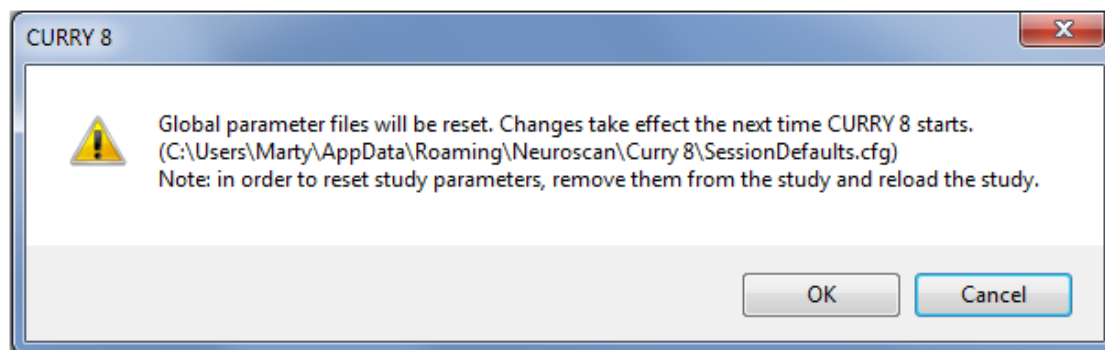 CURRY 8
Global parameter files will be reset. Changes take effect the next time CURRY 8 starts.
(C:\Users\Marty\AppData\Roaming\Neuroscan\Curry 8\SessionDefaults.cfg)
Note: in order to reset study parameters, remove them from the study and reload the study.
OK Cancel